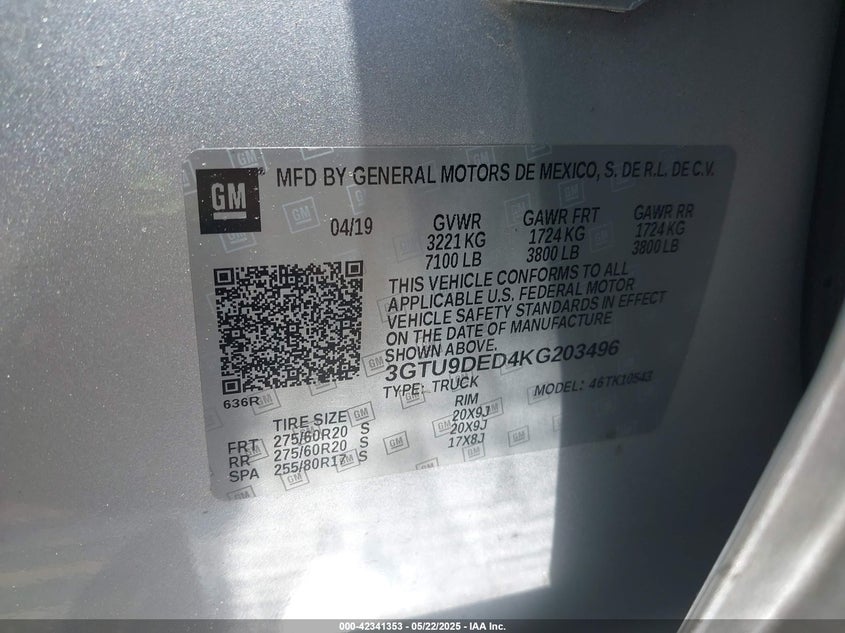 GM
MFD BY GENERAL MOTORS DE MEXICO, S. DE R.L. DE C.V.
04/19 GVWR GAWR FRT GAWR RR
3221 KG 1724 KG 1724 KG
7100 LB 3800 LB 3800 LB
THIS VEHICLE CONFORMS TO ALL
APPLICABLE U.S. FEDERAL MOTOR
VEHICLE SAFETY STANDARDS IN EFFECT
ON THE DATE OF MANUFACTURE
SHOWN ABOVE.
3GTU9DED4KG203496
TYPE: TRUCK MODEL: 46TK10543
636R
TIRE SIZE RIM
FRT 275/60R20 S 20X9J
RR 275/60R20 S 20X9J
SPA 255/80R17 S 17X8J
000-42341353 - 05/22/2025 - IAA Inc.